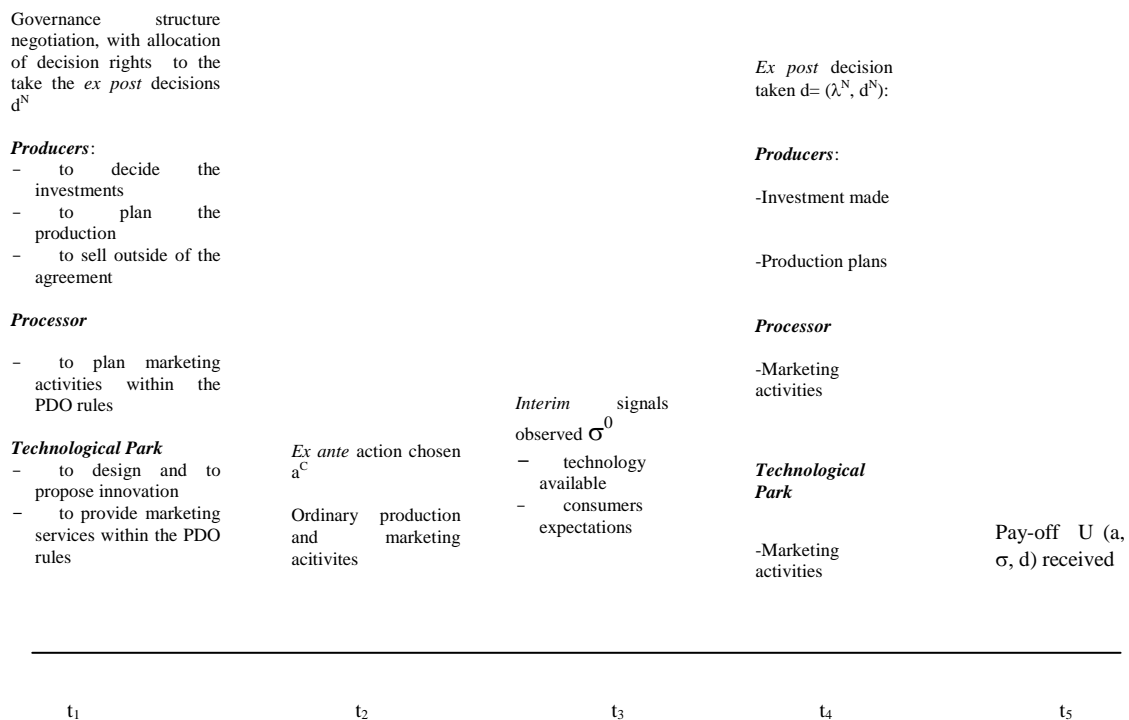 Governance structure
negotiation, with allocation
of decision rights to the
take the ex post decisions
dᴺ
Producers:
− to decide the
investments
− to plan the
production
− to sell outside of the
agreement
Processor
− to plan marketing
activities within the
PDO rules
Technological Park
− to design and to
propose innovation
− to provide marketing
services within the PDO
rules
Ex ante action chosen
aᶜ
Ordinary production
and marketing
acitivites
Interim signals
observed σ⁰
− technology
available
− consumers
expectations
Ex post decision
taken d= (λᴺ, dᴺ):
Producers:
-Investment made
-Production plans
Processor
-Marketing
activities
Technological
Park
-Marketing
activities
Pay-off U (a,
σ, d) received
t₁ t₂ t₃ t₄ t₅